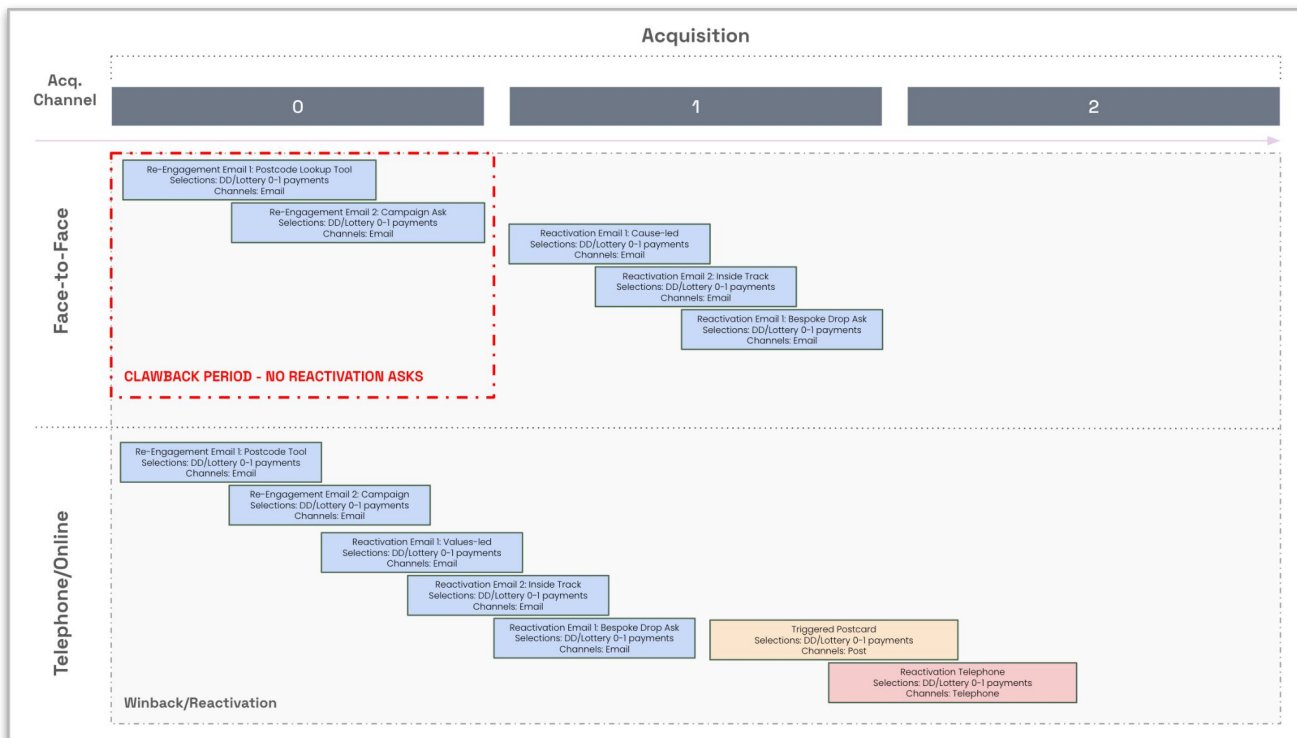 Acquisition
Acq.
Channel
0
1
2
Face-to-Face
Re-Engagement Email 1: Postcode Lookup Tool
Selections: DD/Lottery 0-1 payments
Channels: Email
Re-Engagement Email 2: Campaign Ask
Selections: DD/Lottery 0-1 payments
Channels: Email
Reactivation Email 1: Cause-led
Selections: DD/Lottery 0-1 payments
Channels: Email
Reactivation Email 2: Inside Track
Selections: DD/Lottery 0-1 payments
Channels: Email
Reactivation Email 1: Bespoke Drop Ask
Selections: DD/Lottery 0-1 payments
Channels: Email
CLAWBACK PERIOD - NO REACTIVATION ASKS
Telephone/Online
Re-Engagement Email 1: Postcode Tool
Selections: DD/Lottery 0-1 payments
Channels: Email
Re-Engagement Email 2: Campaign
Selections: DD/Lottery 0-1 payments
Channels: Email
Reactivation Email 1: Values-led
Selections: DD/Lottery 0-1 payments
Channels: Email
Reactivation Email 2: Inside Track
Selections: DD/Lottery 0-1 payments
Channels: Email
Reactivation Email 1: Bespoke Drop Ask
Selections: DD/Lottery 0-1 payments
Channels: Email
Triggered Postcard
Selections: DD/Lottery 0-1 payments
Channels: Post
Reactivation Telephone
Selections: DD/Lottery 0-1 payments
Channels: Telephone
Winback/Reactivation